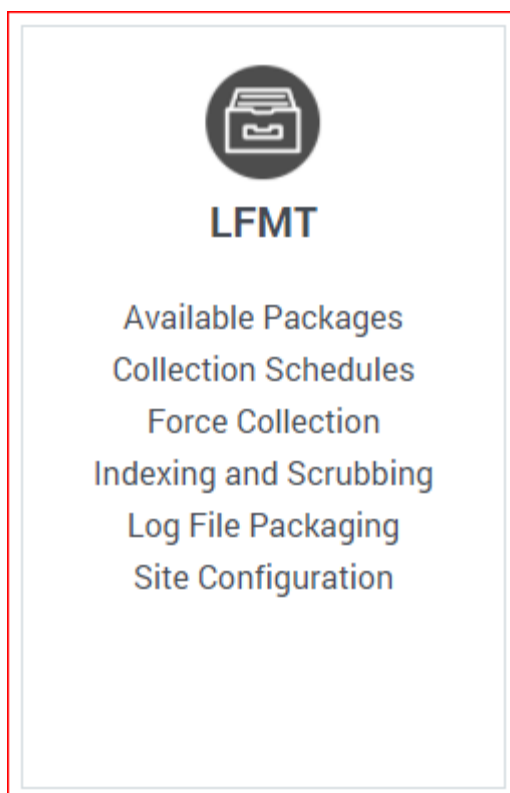 LFMT
Available Packages
Collection Schedules
Force Collection
Indexing and Scrubbing
Log File Packaging
Site Configuration